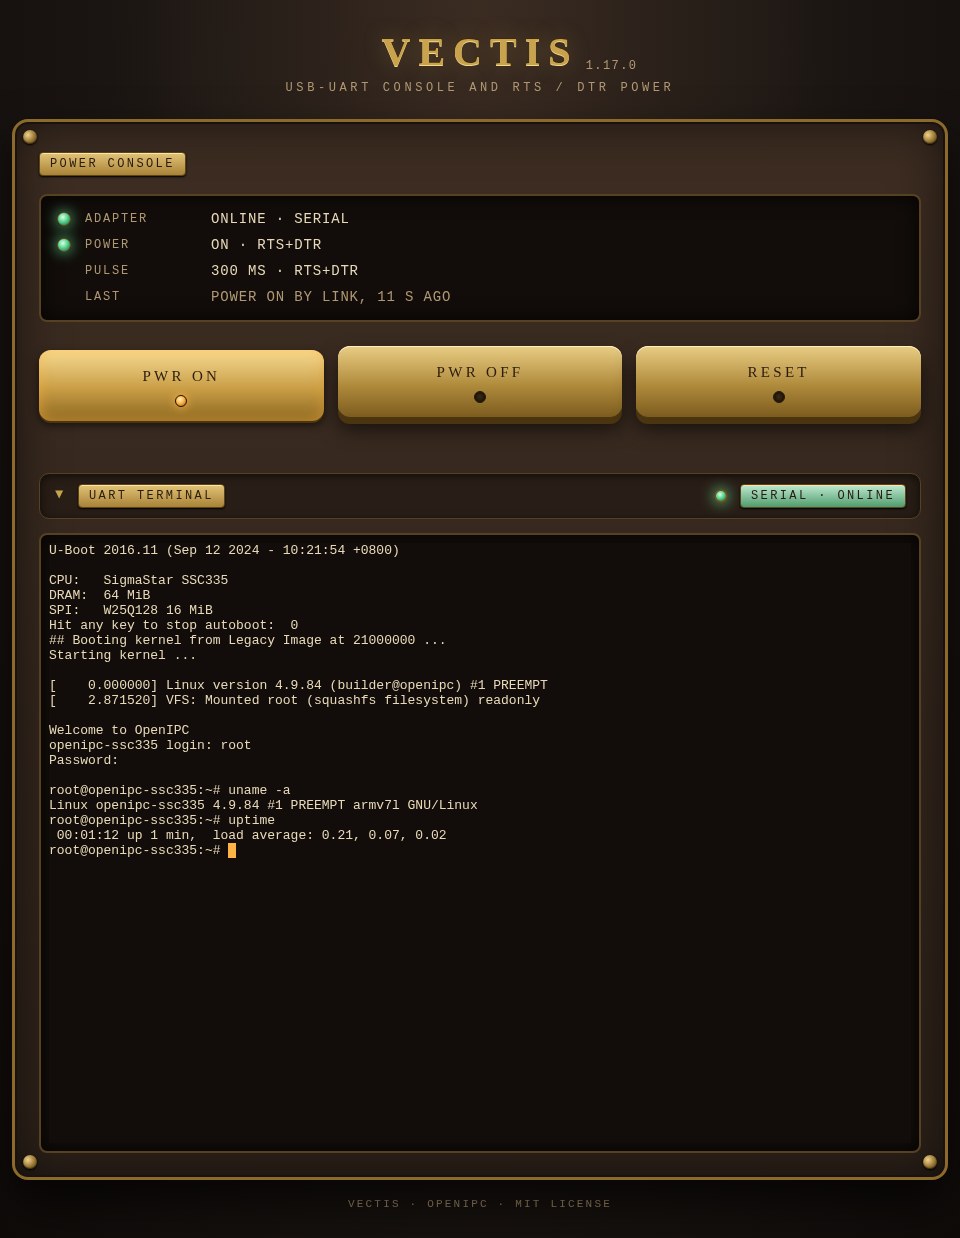 VECTIS 1.17.0
USB-UART CONSOLE AND RTS / DTR POWER
POWER CONSOLE
ADAPTER ONLINE · SERIAL
POWER ON · RTS+DTR
PULSE 300 MS · RTS+DTR
LAST POWER ON BY LINK, 11 S AGO
PWR ON PWR OFF RESET
▼ UART TERMINAL SERIAL · ONLINE
U-Boot 2016.11 (Sep 12 2024 - 10:21:54 +0800)
CPU:   SigmaStar SSC335
DRAM:  64 MiB
SPI:   W25Q128 16 MiB
Hit any key to stop autoboot:  0
## Booting kernel from Legacy Image at 21000000 ...
Starting kernel ...
[    0.000000] Linux version 4.9.84 (builder@openipc) #1 PREEMPT
[    2.871520] VFS: Mounted root (squashfs filesystem) readonly
Welcome to OpenIPC
openipc-ssc335 login: root
Password:
root@openipc-ssc335:~# uname -a
Linux openipc-ssc335 4.9.84 #1 PREEMPT armv7l GNU/Linux
root@openipc-ssc335:~# uptime
 00:01:12 up 1 min,  load average: 0.21, 0.07, 0.02
root@openipc-ssc335:~#
VECTIS · OPENIPC · MIT LICENSE